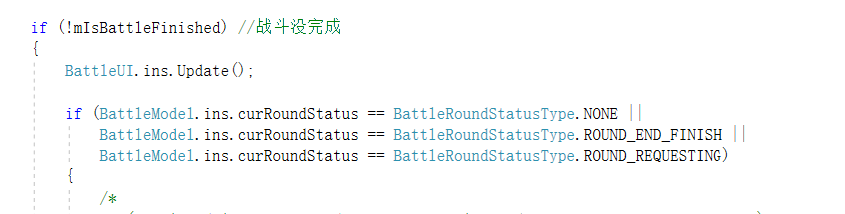 if (!mIsBattleFinished) //战斗没完成
{
BattleUI.ins.Update();
if (BattleModel.ins.curRoundStatus == BattleRoundStatusType.NONE ||
BattleModel.ins.curRoundStatus == BattleRoundStatusType.ROUND_END_FINISH ||
BattleModel.ins.curRoundStatus == BattleRoundStatusType.ROUND_REQUESTING)
{
/*